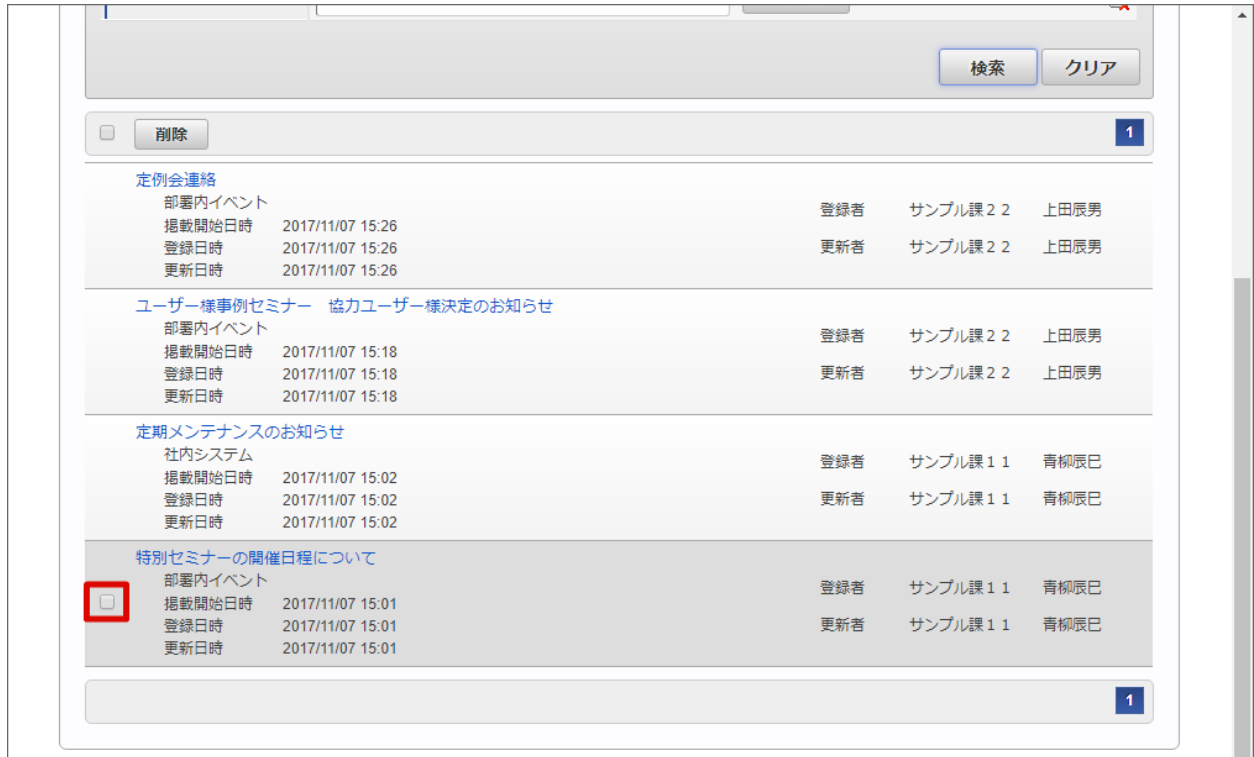 検索 クリア
削除 1
定例会連絡
部署内イベント
掲載開始日時 2017/11/07 15:26
登録日時 2017/11/07 15:26
更新日時 2017/11/07 15:26
登録者 サンプル課２２ 上田辰男
更新者 サンプル課２２ 上田辰男
ユーザー様事例セミナー　協力ユーザー様決定のお知らせ
部署内イベント
掲載開始日時 2017/11/07 15:18
登録日時 2017/11/07 15:18
更新日時 2017/11/07 15:18
登録者 サンプル課２２ 上田辰男
更新者 サンプル課２２ 上田辰男
定期メンテナンスのお知らせ
社内システム
掲載開始日時 2017/11/07 15:02
登録日時 2017/11/07 15:02
更新日時 2017/11/07 15:02
登録者 サンプル課１１ 青柳辰巳
更新者 サンプル課１１ 青柳辰巳
特別セミナーの開催日程について
部署内イベント
掲載開始日時 2017/11/07 15:01
登録日時 2017/11/07 15:01
更新日時 2017/11/07 15:01
登録者 サンプル課１１ 青柳辰巳
更新者 サンプル課１１ 青柳辰巳
1